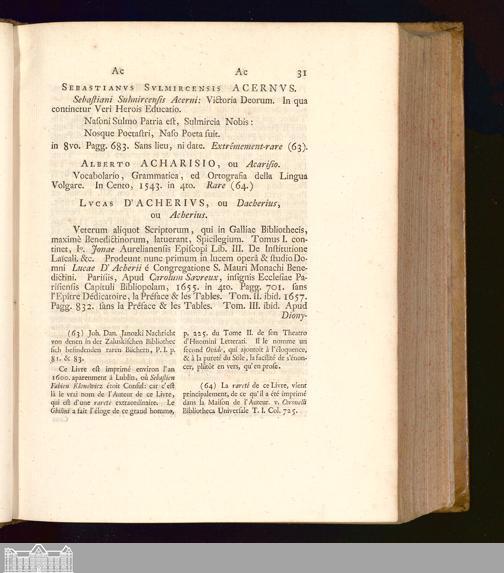 Ac Ac 31
SEBASTIANVS SVLMIRCENSIS ACERNVS.
Sebaſtiani Sulmircenſis Acerni: Victoria Deorum. In qua
continetur Veri Herois Educatio.
Naſoni Sulmo Patria eſt, Sulmircia Nobis:
Nosque Poetaſtri, Naſo Poeta fuit.
in 8vo. Pagg. 683. Sans lieu, ni date. Extrêmement-rare (63).
ALBERTO ACHARISIO, ou Acariſio.
Vocabolario, Grammatica, ed Ortografia della Lingua
Volgare. In Cento, 1543. in 4to. Rare (64.)
LVCAS D'ACHERIVS, ou Dacherius,
ou Acherius.
Veterum aliquot Scriptorum, qui in Galliae Bibliothecis,
maximè Benedictinorum, latuerant, Spicilegium. Tomus I. con-
tinet, Iº. Jonae Aurelianenſis Epiſcopi Lib. III. De Inſtitutione
Laicali. &c. Prodeunt nunc primum in lucem operâ & ſtudio Do-
mni Lucae D'Acherii é Congregatione S. Mauri Monachi Bene-
dictini. Pariſiis, Apud Carolum Savreux, inſignis Eccleſiae Pa-
riſienſis Capituli Bibliopolam, 1655. in 4to. Pagg. 701. ſans
l'Epître Dédicatoire, la Préface & les Tables. Tom. II. ibid. 1657.
Pagg. 832. ſans la Préface & les Tables. Tom. III. ibid. Apud
Diony-
(63) Joh. Dan. Janozki Nachricht
von denen in der Zaluskiſchen Bibliothec
ſich befindenden raren Büchern, P. I. p.
81. & 83.
Ce Livre eſt imprimé environ l'an
1600. aparemment à Lublin, où Sebaſtien
Fabien Klonowicz étoit Conſul: car c'eſt
là le vrai nom de l'Auteur de ce Livre,
qui eſt d'une rareté extraordinaire. Le
Ghilini a fait l'éloge de ce grand homme,
p. 225. du Tome II. de ſon Theatro
d'Huomini Letterati. Il le nomme un
ſecond Ovide, qui ajoutoit à l'éloquence,
& à la pureté du Stile, la facilité de s'énon-
cer, plûtôt en vers, qu'en proſe.
(64) La rareté de ce Livre, vient
principalement, de ce qu'il a été imprimé
dans la Maiſon de l'Auteur. v. Coronelli
Bibliotheca Univerſale T. I. Col. 725.